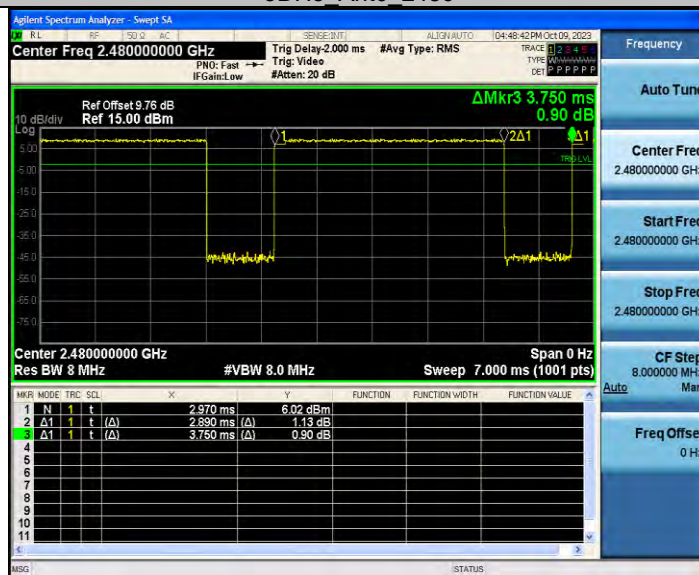 Agilent Spectrum Analyzer - Swept SA
RL RF 50 Ω AC SENSE:INT ALIGN AUTO 04:48:42 PM Oct 09, 2023
Center Freq 2.480000000 GHz
PNO: Fast
IFGain:Low
Trig Delay-2.000 ms
Trig: Video
#Atten: 20 dB
#Avg Type: RMS
TRACE 1 2 3 4 5 6
TYPE W
DET P P P P P P
Ref Offset 9.76 dB
10 dB/div Ref 15.00 dBm
ΔMkr3 3.750 ms
0.90 dB
Log
1
2Δ1
Δ1
TRIG LVL
5.00
-5.00
-15.0
-25.0
-35.0
-45.0
-55.0
-65.0
-75.0
Center 2.480000000 GHz Span 0 Hz
Res BW 8 MHz #VBW 8.0 MHz Sweep 7.000 ms (1001 pts)
MKR MODE TRC SCL X Y FUNCTION FUNCTION WIDTH FUNCTION VALUE
1 N 1 t 2.970 ms 6.02 dBm
2 Δ1 1 t (Δ) 2.890 ms (Δ) 1.13 dB
3 Δ1 1 t (Δ) 3.750 ms (Δ) 0.90 dB
4
5
6
7
8
9
10
11
MSG STATUS
Frequency
Auto Tune
Center Freq
2.480000000 GHz
Start Freq
2.480000000 GHz
Stop Freq
2.480000000 GHz
CF Step
8.000000 MHz
Auto Man
Freq Offset
0 Hz